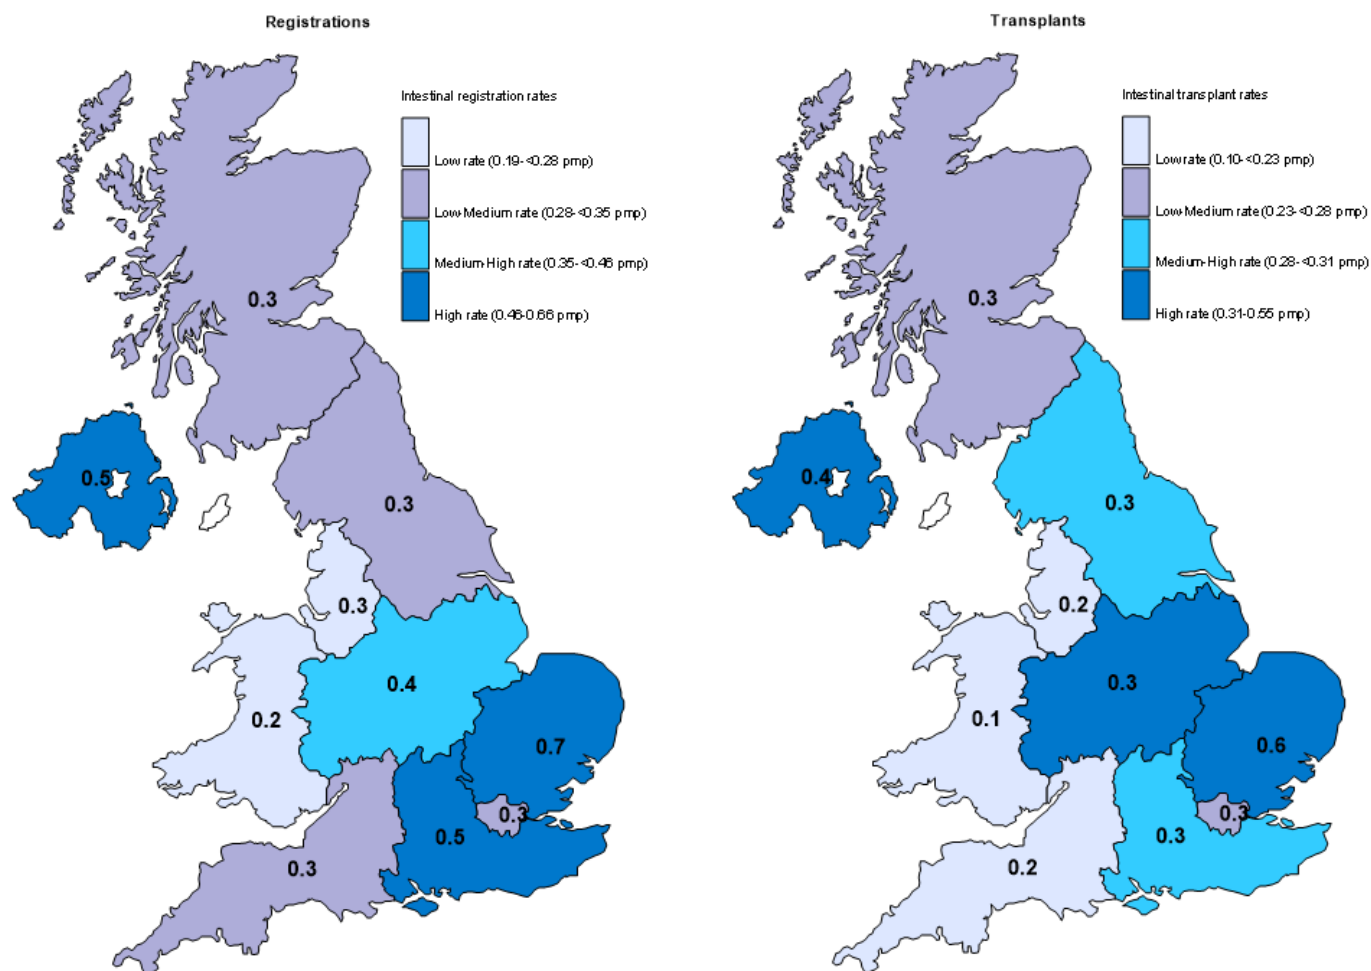 Registrations
Intestinal registration rates
Low rate (0.19-<0.28 pmp)
Low-Medium rate (0.28-<0.35 pmp)
Medium-High rate (0.35-<0.46 pmp)
High rate (0.46-0.66 pmp)
0.3
0.5
0.3
0.3
0.4
0.2
0.7
0.3
0.5
0.3
Transplants
Intestinal transplant rates
Low rate (0.10-<0.23 pmp)
Low-Medium rate (0.23-<0.28 pmp)
Medium-High rate (0.28-<0.31 pmp)
High rate (0.31-0.55 pmp)
0.3
0.4
0.3
0.2
0.3
0.1
0.6
0.3
0.3
0.2